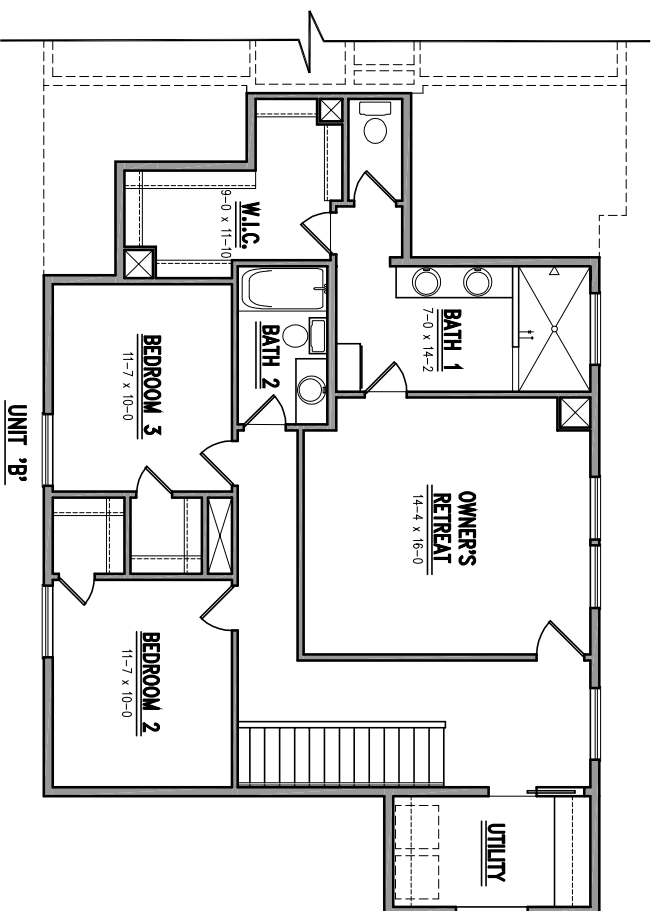 W.I.C.
9-0 x 11-10
BATH 1
7-0 x 14-2
BATH 2
BEDROOM 3
11-7 x 10-0
OWNER'S
RETREAT
14-4 x 16-0
BEDROOM 2
11-7 x 10-0
UTILITY
UNIT 'B'